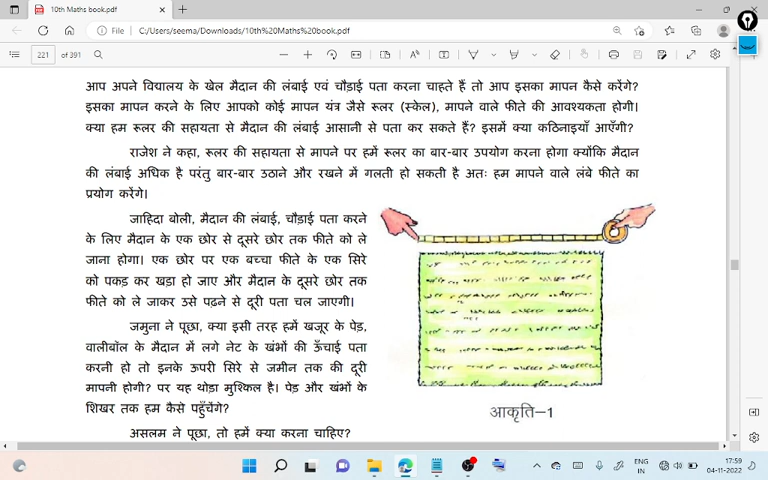 10th Maths book.pdf
File
C:/Users/seema/Downloads/10th%20Maths%20book.pdf
221 of 391
आप अपने विद्यालय के खेल मैदान की लंबाई एवं चौड़ाई पता करना चाहते हैं तो आप इसका मापन कैसे करेंगे?
इसका मापन करने के लिए आपको कोई मापन यंत्र जैसे रूलर (स्केल), मापने वाले फीते की आवश्यकता होगी।
क्या हम रूलर की सहायता से मैदान की लंबाई आसानी से पता कर सकते हैं? इसमें क्या कठिनाइयाँ आएँगी?
राजेश ने कहा, रूलर की सहायता से मापने पर हमें रूलर का बार-बार उपयोग करना होगा क्योंकि मैदान
की लंबाई अधिक है परंतु बार-बार उठाने और रखने में गलती हो सकती है अतः हम मापने वाले लंबे फीते का
प्रयोग करेंगे।
जाहिदा बोली, मैदान की लंबाई, चौड़ाई पता करने
के लिए मैदान के एक छोर से दूसरे छोर तक फीते को ले
जाना होगा। एक छोर पर एक बच्चा फीते के एक सिरे
को पकड़ कर खड़ा हो जाए और मैदान के दूसरे छोर तक
फीते को ले जाकर उसे पढने से दूरी पता चल जाएगी।
जमुना ने पूछा, क्या इसी तरह हमें खजूर के पेड़,
वालीबॉल के मैदान में लगे नेट के खंभों की ऊँचाई पता
करनी हो तो इनके ऊपरी सिरे से जमीन तक की दूरी
मापनी होगी? पर यह थोड़ा मुश्किल है। पेड़ और खंभों के
शिखर तक हम कैसे पहुँचेंगे?
आकृति–1
असलम ने पूछा, तो हमें क्या करना चाहिए?
ENG
IN
17:59
04-11-2022